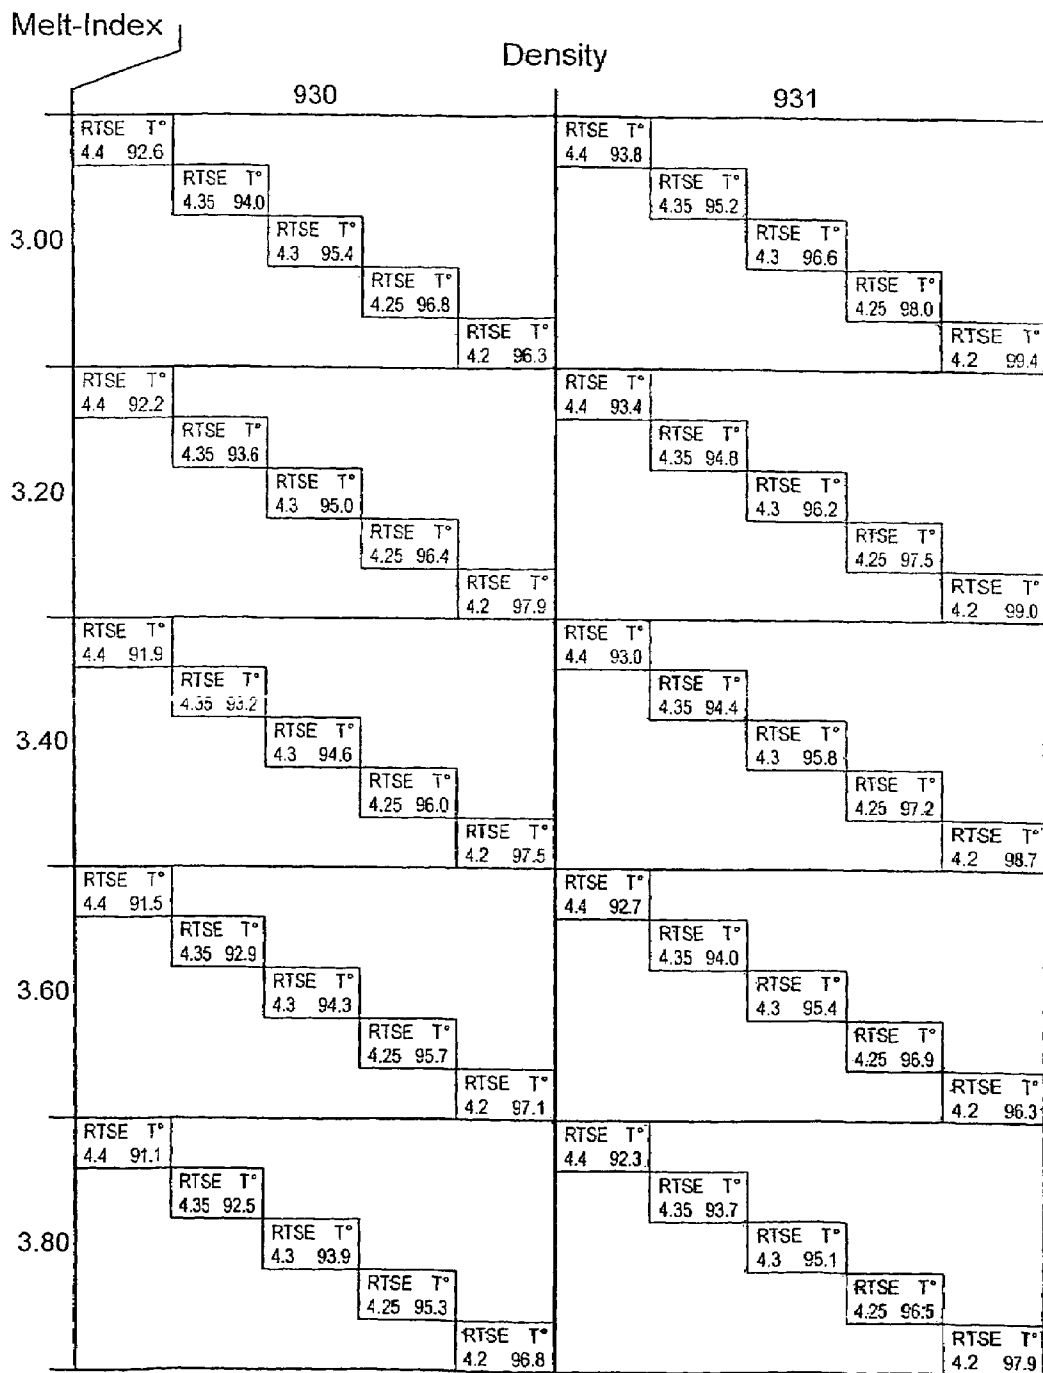 Melt-Index
Density
930 931
RTSE T° RTSE T°
4.4 92.6 4.4 93.8
RTSE T° RTSE T°
4.35 94.0 4.35 95.2
3.00 RTSE T° RTSE T°
4.3 95.4 4.3 96.6
RTSE T° RTSE T°
4.25 96.8 4.25 98.0
RTSE T° RTSE T°
4.2 96.3 4.2 99.4
RTSE T° RTSE T°
4.4 92.2 4.4 93.4
RTSE T° RTSE T°
4.35 93.6 4.35 94.8
3.20 RTSE T° RTSE T°
4.3 95.0 4.3 96.2
RTSE T° RTSE T°
4.25 96.4 4.25 97.5
RTSE T° RTSE T°
4.2 97.9 4.2 99.0
RTSE T° RTSE T°
4.4 91.9 4.4 93.0
RTSE T° RTSE T°
4.35 93.2 4.35 94.4
3.40 RTSE T° RTSE T°
4.3 94.6 4.3 95.8
RTSE T° RTSE T°
4.25 96.0 4.25 97.2
RTSE T° RTSE T°
4.2 97.5 4.2 98.7
RTSE T° RTSE T°
4.4 91.5 4.4 92.7
RTSE T° RTSE T°
4.35 92.9 4.35 94.0
3.60 RTSE T° RTSE T°
4.3 94.3 4.3 95.4
RTSE T° RTSE T°
4.25 95.7 4.25 96.9
RTSE T° RTSE T°
4.2 97.1 4.2 96.3
RTSE T° RTSE T°
4.4 91.1 4.4 92.3
RTSE T° RTSE T°
4.35 92.5 4.35 93.7
3.80 RTSE T° RTSE T°
4.3 93.9 4.3 95.1
RTSE T° RTSE T°
4.25 95.3 4.25 96.5
RTSE T° RTSE T°
4.2 96.8 4.2 97.9